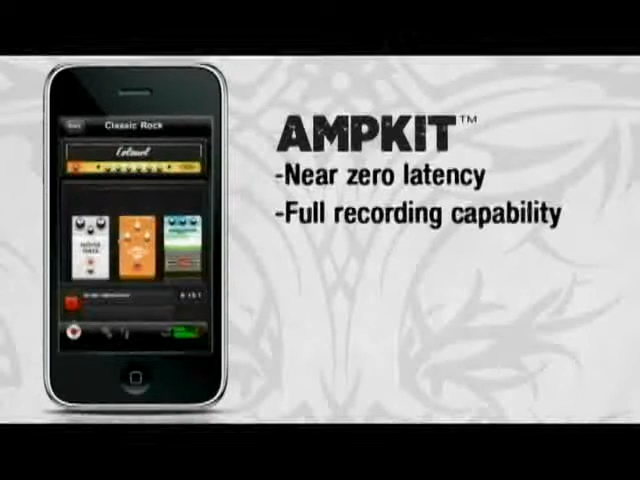 Classic Rock
AMPKIT™
-Near zero latency
-Full recording capability